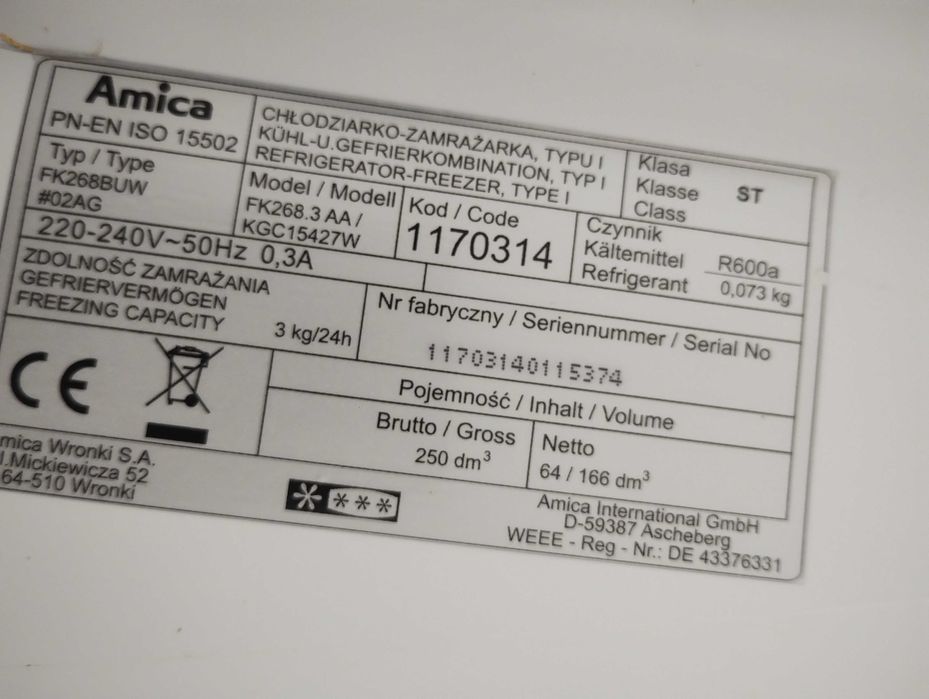 Amica
PN-EN ISO 15502
CHŁODZIARKO-ZAMRAŻARKA, TYPU I
KÜHL-U.GEFRIERKOMBINATION, TYP I
REFRIGERATOR-FREEZER, TYPE I
Klasa
Klasse
Class
ST
Typ / Type
FK268BUW
#02AG
Model / Modell
FK268.3 AA /
KGC15427W
Kod / Code
1170314
Czynnik
Kältemittel
Refrigerant
R600a
0,073 kg
220-240V~50Hz 0,3A
ZDOLNOŚĆ ZAMRAŻANIA
GEFRIERVERMÖGEN
FREEZING CAPACITY
3 kg/24h
Nr fabryczny / Seriennummer / Serial No
11703140115374
CE
Pojemność / Inhalt / Volume
Brutto / Gross
250 dm³
Netto
64 / 166 dm³
mica Wronki S.A.
l.Mickiewicza 52
64-510 Wronki
Amica International GmbH
D-59387 Ascheberg
WEEE - Reg - Nr.: DE 43376331